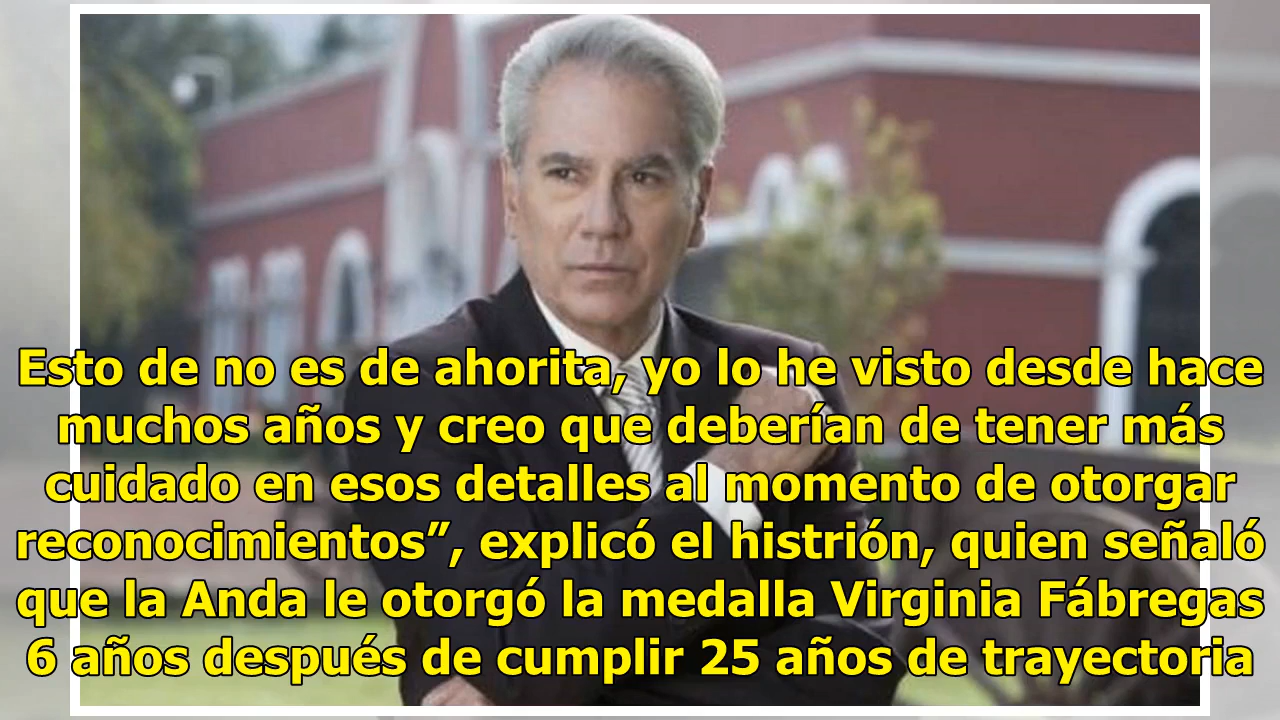 Esto de no es de ahorita, yo lo he visto desde hace
muchos años y creo que deberían de tener más
cuidado en esos detalles al momento de otorgar
reconocimientos”, explicó el histrión, quien señaló
que la Anda le otorgó la medalla Virginia Fábregas
6 años después de cumplir 25 años de trayectoria